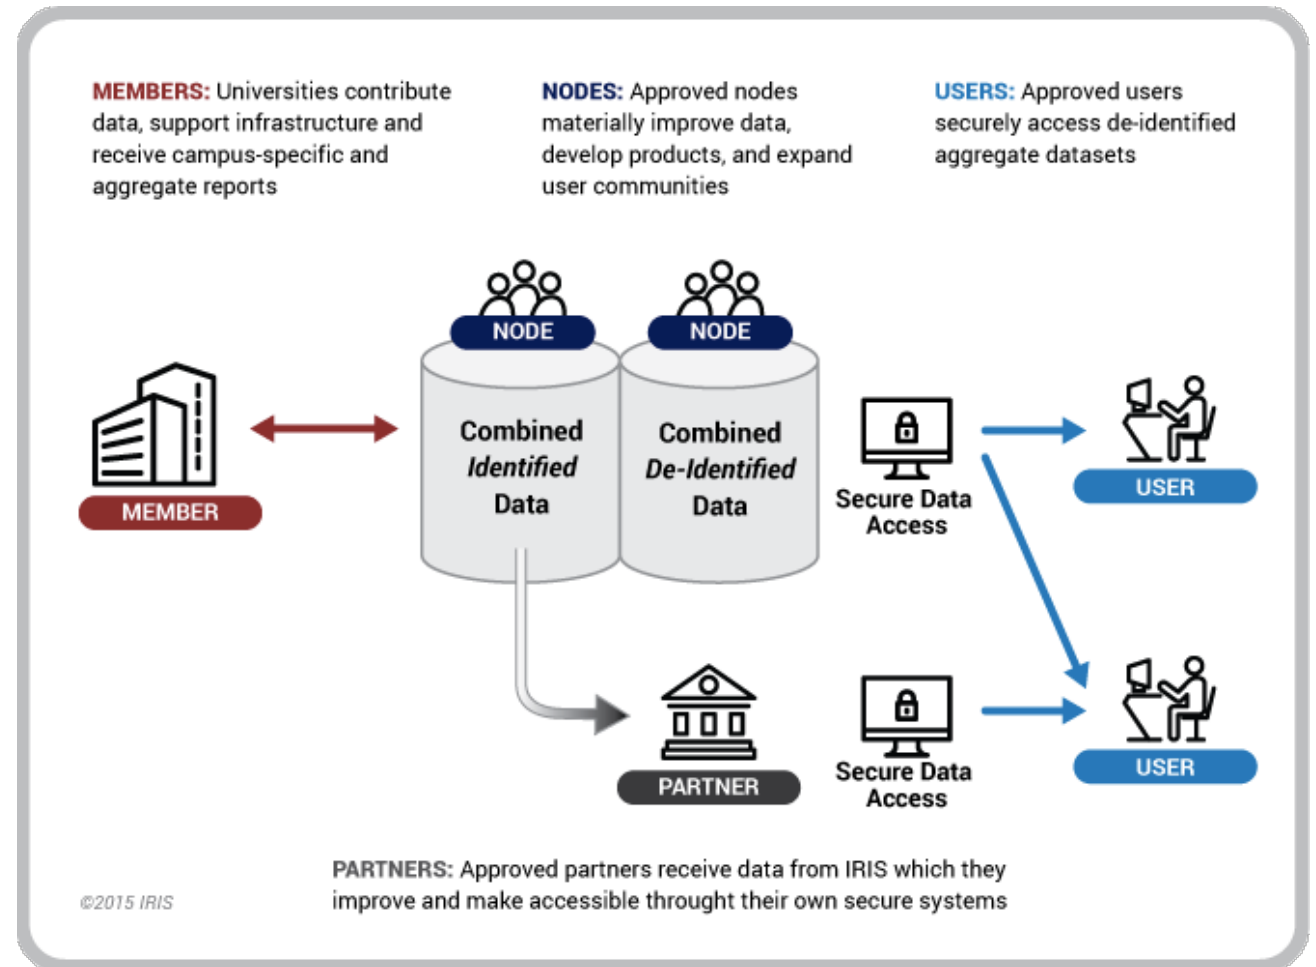 MEMBERS: Universities contribute
data, support infrastructure and
receive campus-specific and
aggregate reports
NODES: Approved nodes
materially improve data,
develop products, and expand
user communities
USERS: Approved users
securely access de-identified
aggregate datasets
NODE
NODE
Combined
Identified
Data
Combined
De-Identified
Data
MEMBER
Secure Data
Access
USER
PARTNER
Secure Data
Access
USER
PARTNERS: Approved partners receive data from IRIS which they
improve and make accessible throught their own secure systems
©2015 IRIS